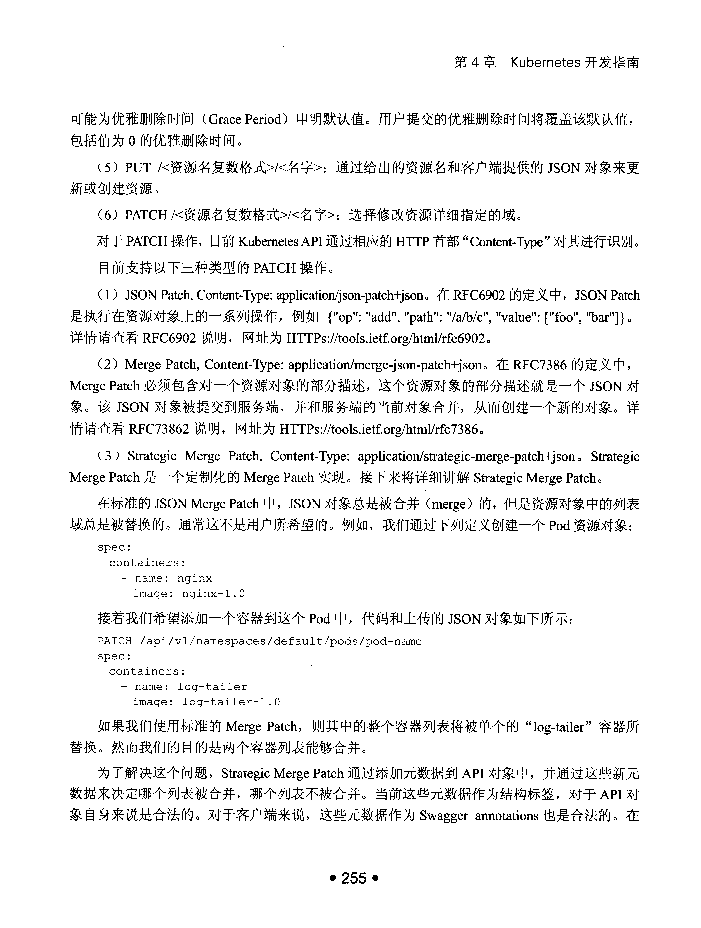 第 4 章 Kubernetes 开发指南
可能为优雅删除时间（Grace Period）申明默认值。用户提交的优雅删除时间将覆盖该默认值，
包括值为 0 的优雅删除时间。
（5）PUT /<资源名复数格式>/<名字>：通过给出的资源名和客户端提供的 JSON 对象来更
新或创建资源。
（6）PATCH /<资源名复数格式>/<名字>：选择修改资源详细指定的域。
对于 PATCH 操作，目前 Kubernetes API 通过相应的 HTTP 首部“Content-Type”对其进行识别。
目前支持以下三种类型的 PATCH 操作。
（1）JSON Patch, Content-Type: application/json-patch+json。在 RFC6902 的定义中，JSON Patch
是执行在资源对象上的一系列操作，例如 {"op": "add", "path": "/a/b/c", "value": ["foo", "bar"]}。
详情请查看 RFC6902 说明，网址为 HTTPs://tools.ietf.org/html/rfc6902。
（2）Merge Patch, Content-Type: application/merge-json-patch+json。在 RFC7386 的定义中，
Merge Patch 必须包含对一个资源对象的部分描述，这个资源对象的部分描述就是一个 JSON 对
象。该 JSON 对象被提交到服务端，并和服务端的当前对象合并，从而创建一个新的对象。详
情请查看 RFC73862 说明，网址为 HTTPs://tools.ietf.org/html/rfc7386。
（3）Strategic Merge Patch, Content-Type: application/strategic-merge-patch+json。Strategic
Merge Patch 是一个定制化的 Merge Patch 实现。接下来将详细讲解 Strategic Merge Patch。
在标准的 JSON Merge Patch 中，JSON 对象总是被合并（merge）的，但是资源对象中的列表
域总是被替换的。通常这不是用户所希望的。例如，我们通过下列定义创建一个 Pod 资源对象：
spec:
containers:
- name: nginx
image: nginx-1.0
接着我们希望添加一个容器到这个 Pod 中，代码和上传的 JSON 对象如下所示：
PATCH /api/v1/namespaces/default/pods/pod-name
spec:
containers:
- name: log-tailer
image: log-tailer-1.0
如果我们使用标准的 Merge Patch，则其中的整个容器列表将被单个的“log-tailer”容器所
替换。然而我们的目的是两个容器列表能够合并。
为了解决这个问题，Strategic Merge Patch 通过添加元数据到 API 对象中，并通过这些新元
数据来决定哪个列表被合并，哪个列表不被合并。当前这些元数据作为结构标签，对于 API 对
象自身来说是合法的。对于客户端来说，这些元数据作为 Swagger annotations 也是合法的。在
• 255 •